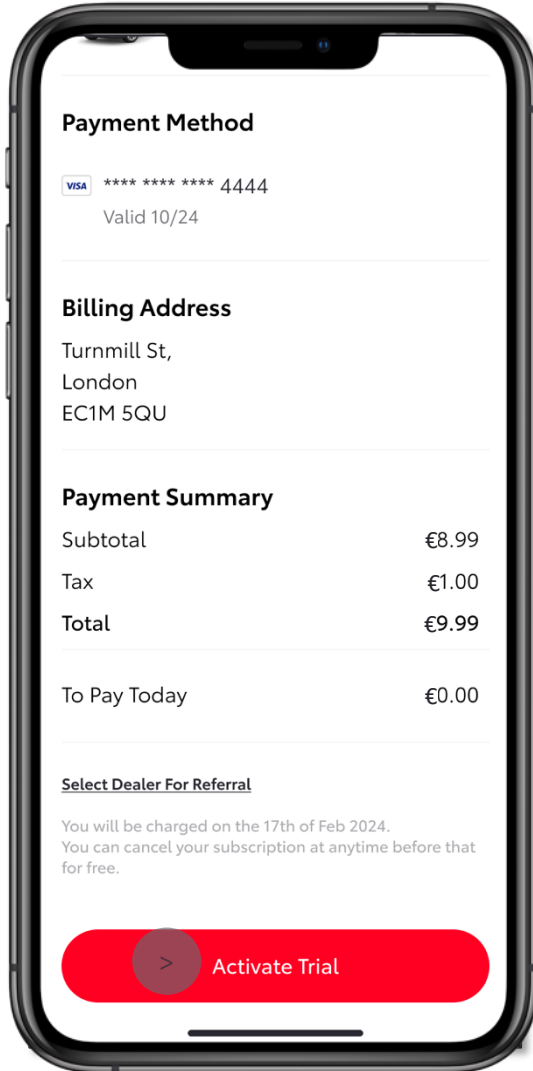 Payment Method
VISA **** **** **** 4444
Valid 10/24
Billing Address
Turnmill St,
London
EC1M 5QU
Payment Summary
Subtotal €8.99
Tax €1.00
Total €9.99
To Pay Today €0.00
Select Dealer For Referral
You will be charged on the 17th of Feb 2024.
You can cancel your subscription at anytime before that
for free.
> Activate Trial